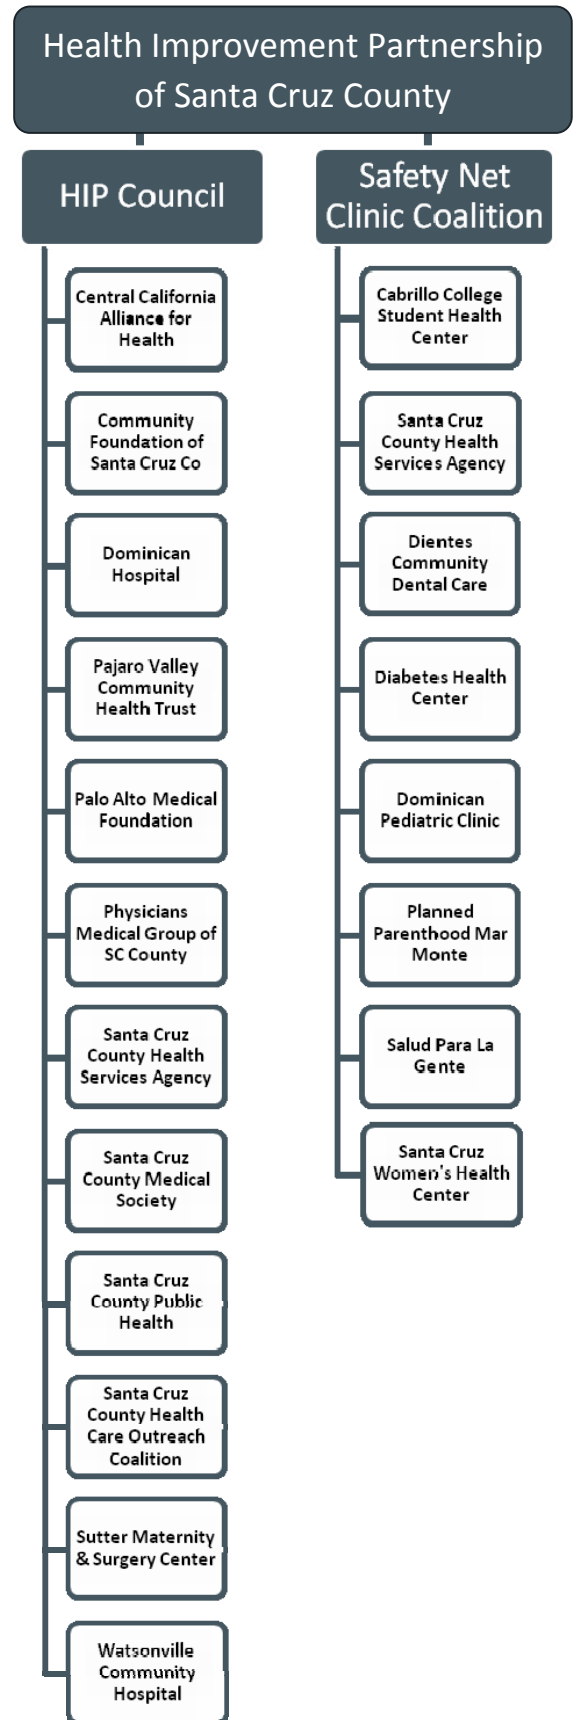 Health Improvement Partnership
of Santa Cruz County
HIP Council
Central California
Alliance for
Health
Community
Foundation of
Santa Cruz Co
Dominican
Hospital
Pajaro Valley
Community
Health Trust
Palo Alto Medical
Foundation
Physicians
Medical Group of
SC County
Santa Cruz
County Health
Services Agency
Santa Cruz
County Medical
Society
Santa Cruz
County Public
Health
Santa Cruz
County Health
Care Outreach
Coalition
Sutter Maternity
& Surgery Center
Watsonville
Community
Hospital
Safety Net
Clinic Coalition
Cabrillo College
Student Health
Center
Santa Cruz
County Health
Services Agency
Dientes
Community
Dental Care
Diabetes Health
Center
Dominican
Pediatric Clinic
Planned
Parenthood Mar
Monte
Salud Para La
Gente
Santa Cruz
Women's Health
Center